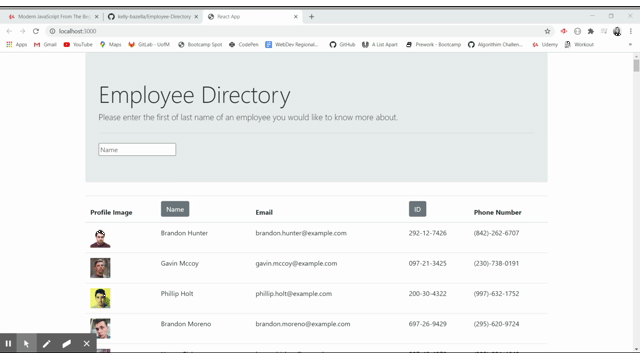 Modern JavaScript From The Be
kelly-bazella/Employee-Directory
React App
localhost:3000
Apps
Gmail
YouTube
Maps
GitLab - UofM
Bootcamp Spot
CodePen
WebDev Regional...
GitHub
A List Apart
Firework - Bootcamp
Algorithm Challen...
Udemy
Workout
Employee Directory
Please enter the first of last name of an employee you would like to know more about.
Name
Profile Image Name Email ID Phone Number
Brandon Hunter brandon.hunter@example.com 292-12-7426 (842)-262-6707
Gavin Mccoy gavin.mccoy@example.com 097-21-3425 (230)-738-0191
Phillip Holt phillip.holt@example.com 200-30-4322 (997)-632-1752
Brandon Moreno brandon.moreno@example.com 697-26-9429 (295)-620-9724